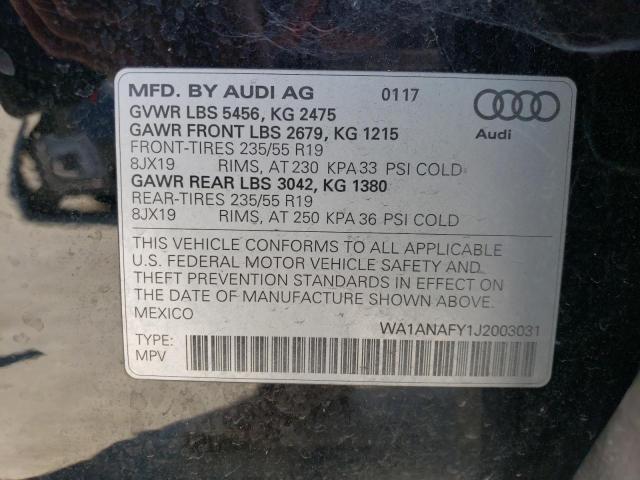 MFD. BY AUDI AG 0117
GVWR LBS 5456, KG 2475
GAWR FRONT LBS 2679, KG 1215
FRONT-TIRES 235/55 R19
8JX19 RIMS, AT 230 KPA 33 PSI COLD
GAWR REAR LBS 3042, KG 1380
REAR-TIRES 235/55 R19
8JX19 RIMS, AT 250 KPA 36 PSI COLD
Audi
THIS VEHICLE CONFORMS TO ALL APPLICABLE
U.S. FEDERAL MOTOR VEHICLE SAFETY AND
THEFT PREVENTION STANDARDS IN EFFECT ON
THE DATE OF MANUFACTURE SHOWN ABOVE.
MEXICO
WA1ANAFY1J2003031
TYPE:
MPV